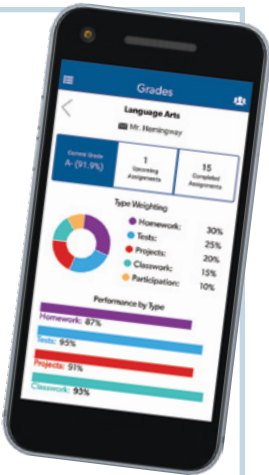 Grades
Language Arts
Mr. Hemingway
Current Grade
A- (91.9%)
1
Upcoming
Assignments
15
Completed
Assignments
Type Weighting
Homework: 30%
Tests: 25%
Projects: 20%
Classwork: 15%
Participation: 10%
Performance by Type
Homework: 87%
Tests: 95%
Projects: 91%
Classwork: 93%